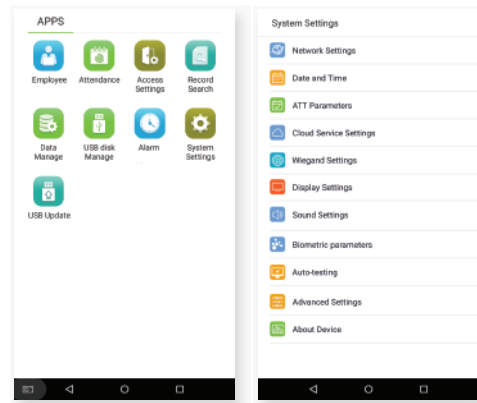 APPS
Employee
Attendance
Access
Settings
Record
Search
Data
Manage
USB disk
Manage
Alarm
System
Settings
USB Update
System Settings
Network Settings
Date and Time
ATT Parameters
Cloud Service Settings
Wiegand Settings
Display Settings
Sound Settings
Biometric parameters
Auto-testing
Advanced Settings
About Device